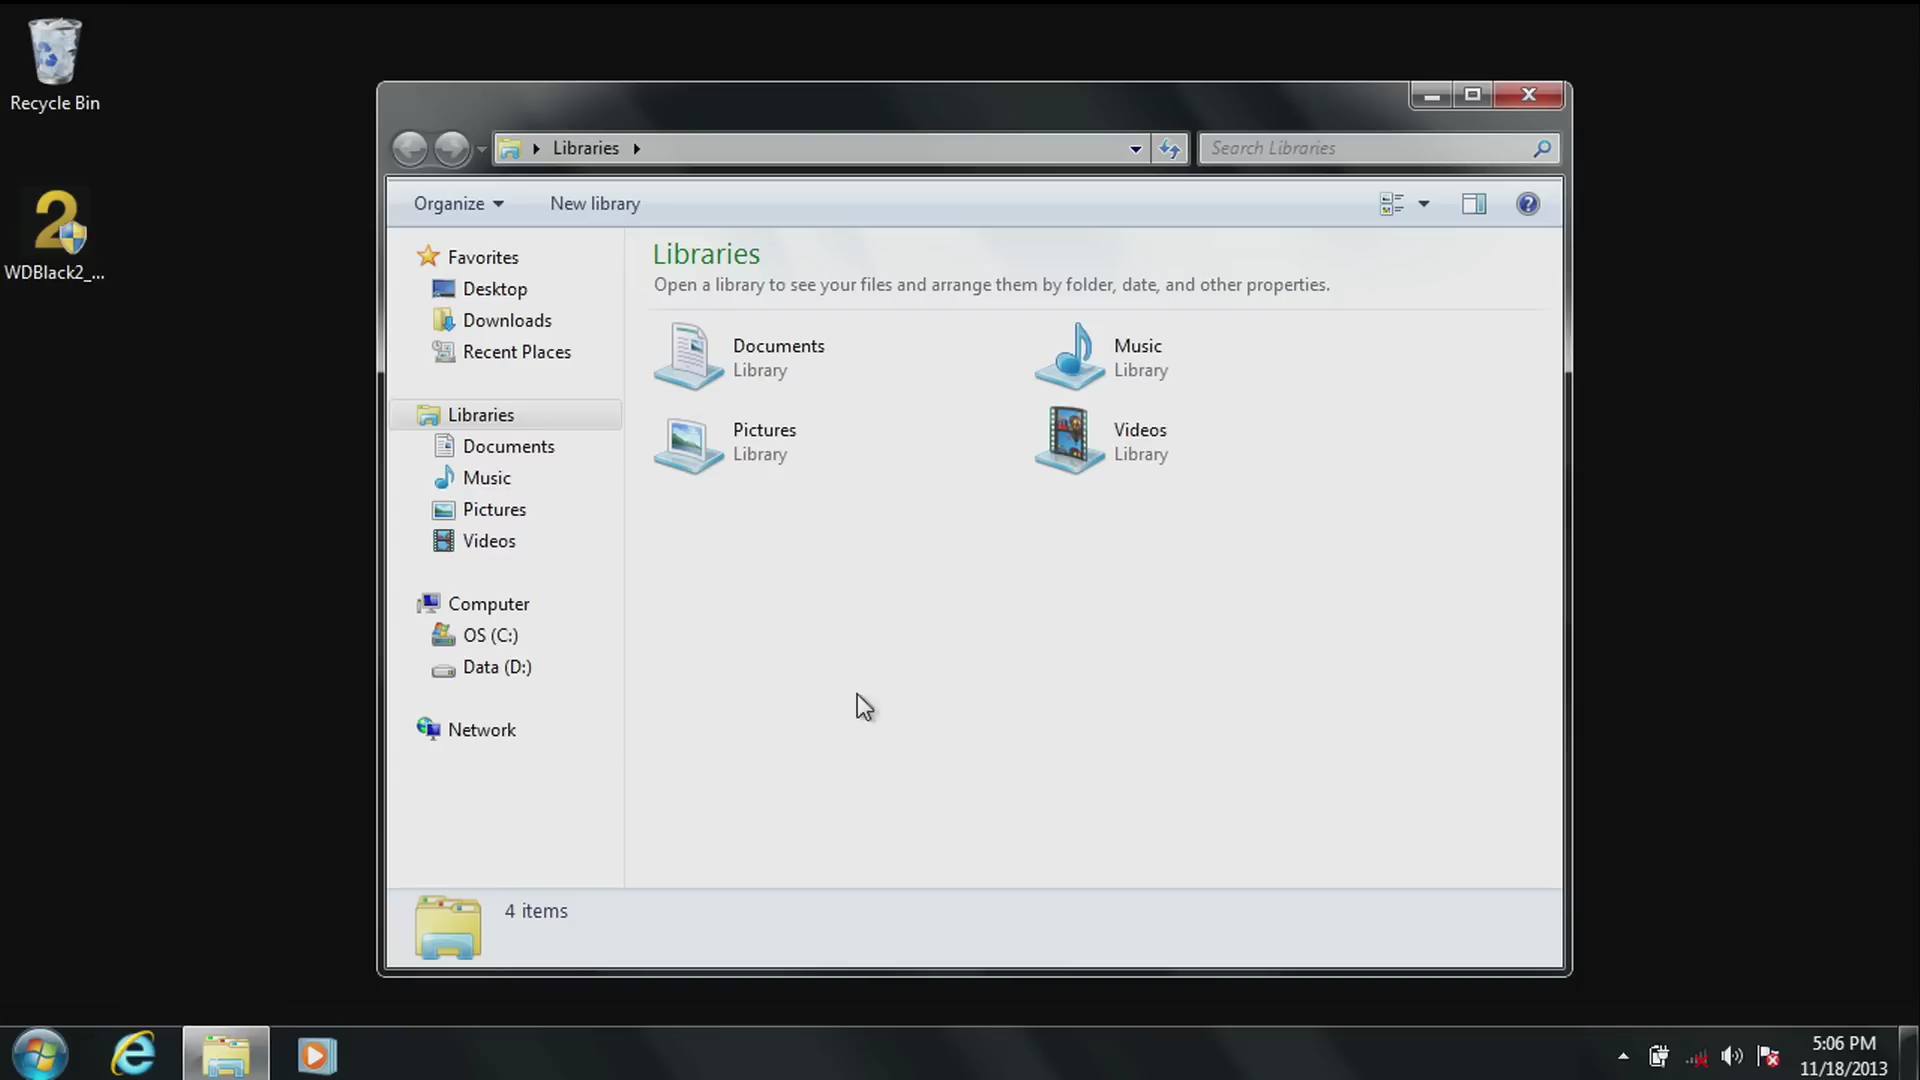 Recycle Bin
2
WDBlack2_...
Libraries
Search Libraries
Organize
New library
Favorites
Desktop
Downloads
Recent Places
Libraries
Documents
Music
Pictures
Videos
Computer
OS (C:)
Data (D:)
Network
Libraries
Open a library to see your files and arrange them by folder, date, and other properties.
Documents
Library
Music
Library
Pictures
Library
Videos
Library
4 items
5:06 PM
11/18/2013